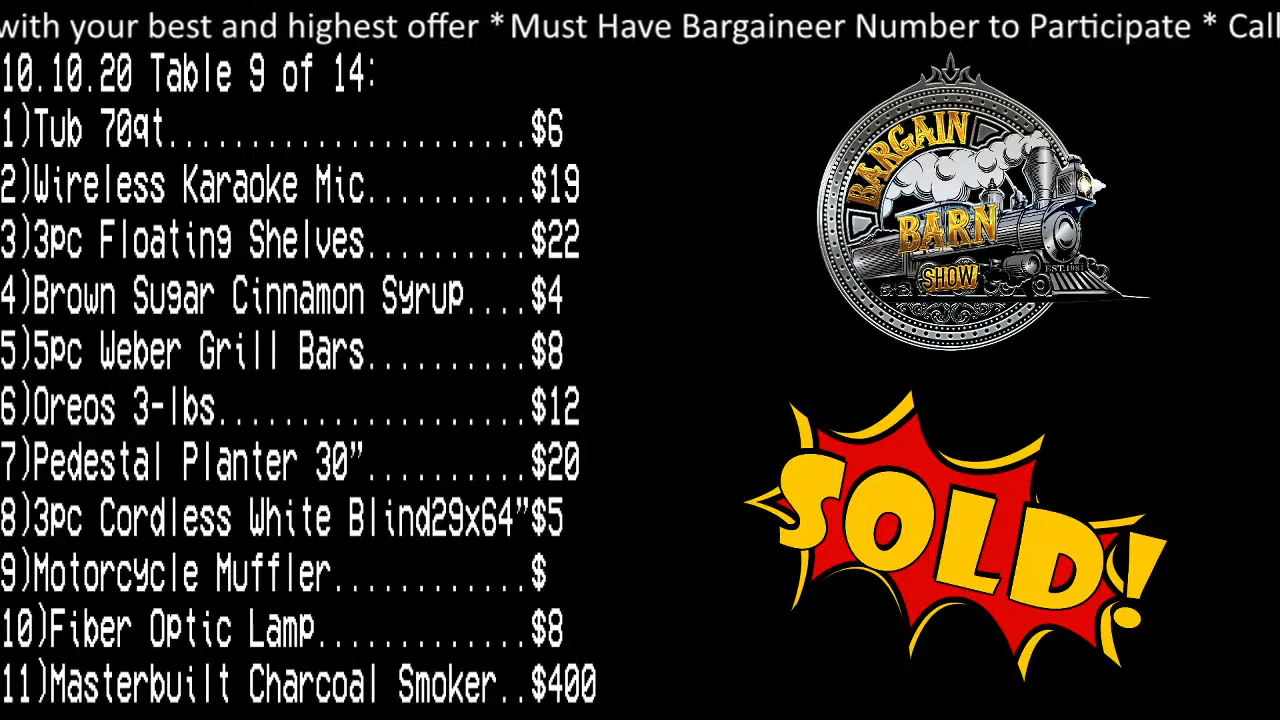 with your best and highest offer *Must Have Bargaineer Number to Participate * Call
10.10.20 Table 9 of 14:
1)Tub 70qt......................$6
2)Wireless Karaoke Mic..........$19
3)3pc Floating Shelves..........$22
4)Brown Sugar Cinnamon Syrup....$4
5)5pc Weber Grill Bars..........$8
6)Oreos 3-lbs...................$12
7)Pedestal Planter 30”..........$20
8)3pc Cordless White Blind29x64”$5
9)Motorcycle Muffler............$
10)Fiber Optic Lamp.............$8
11)Masterbuilt Charcoal Smoker..$400
BARGAIN
BARN
SHOW
SOLD!